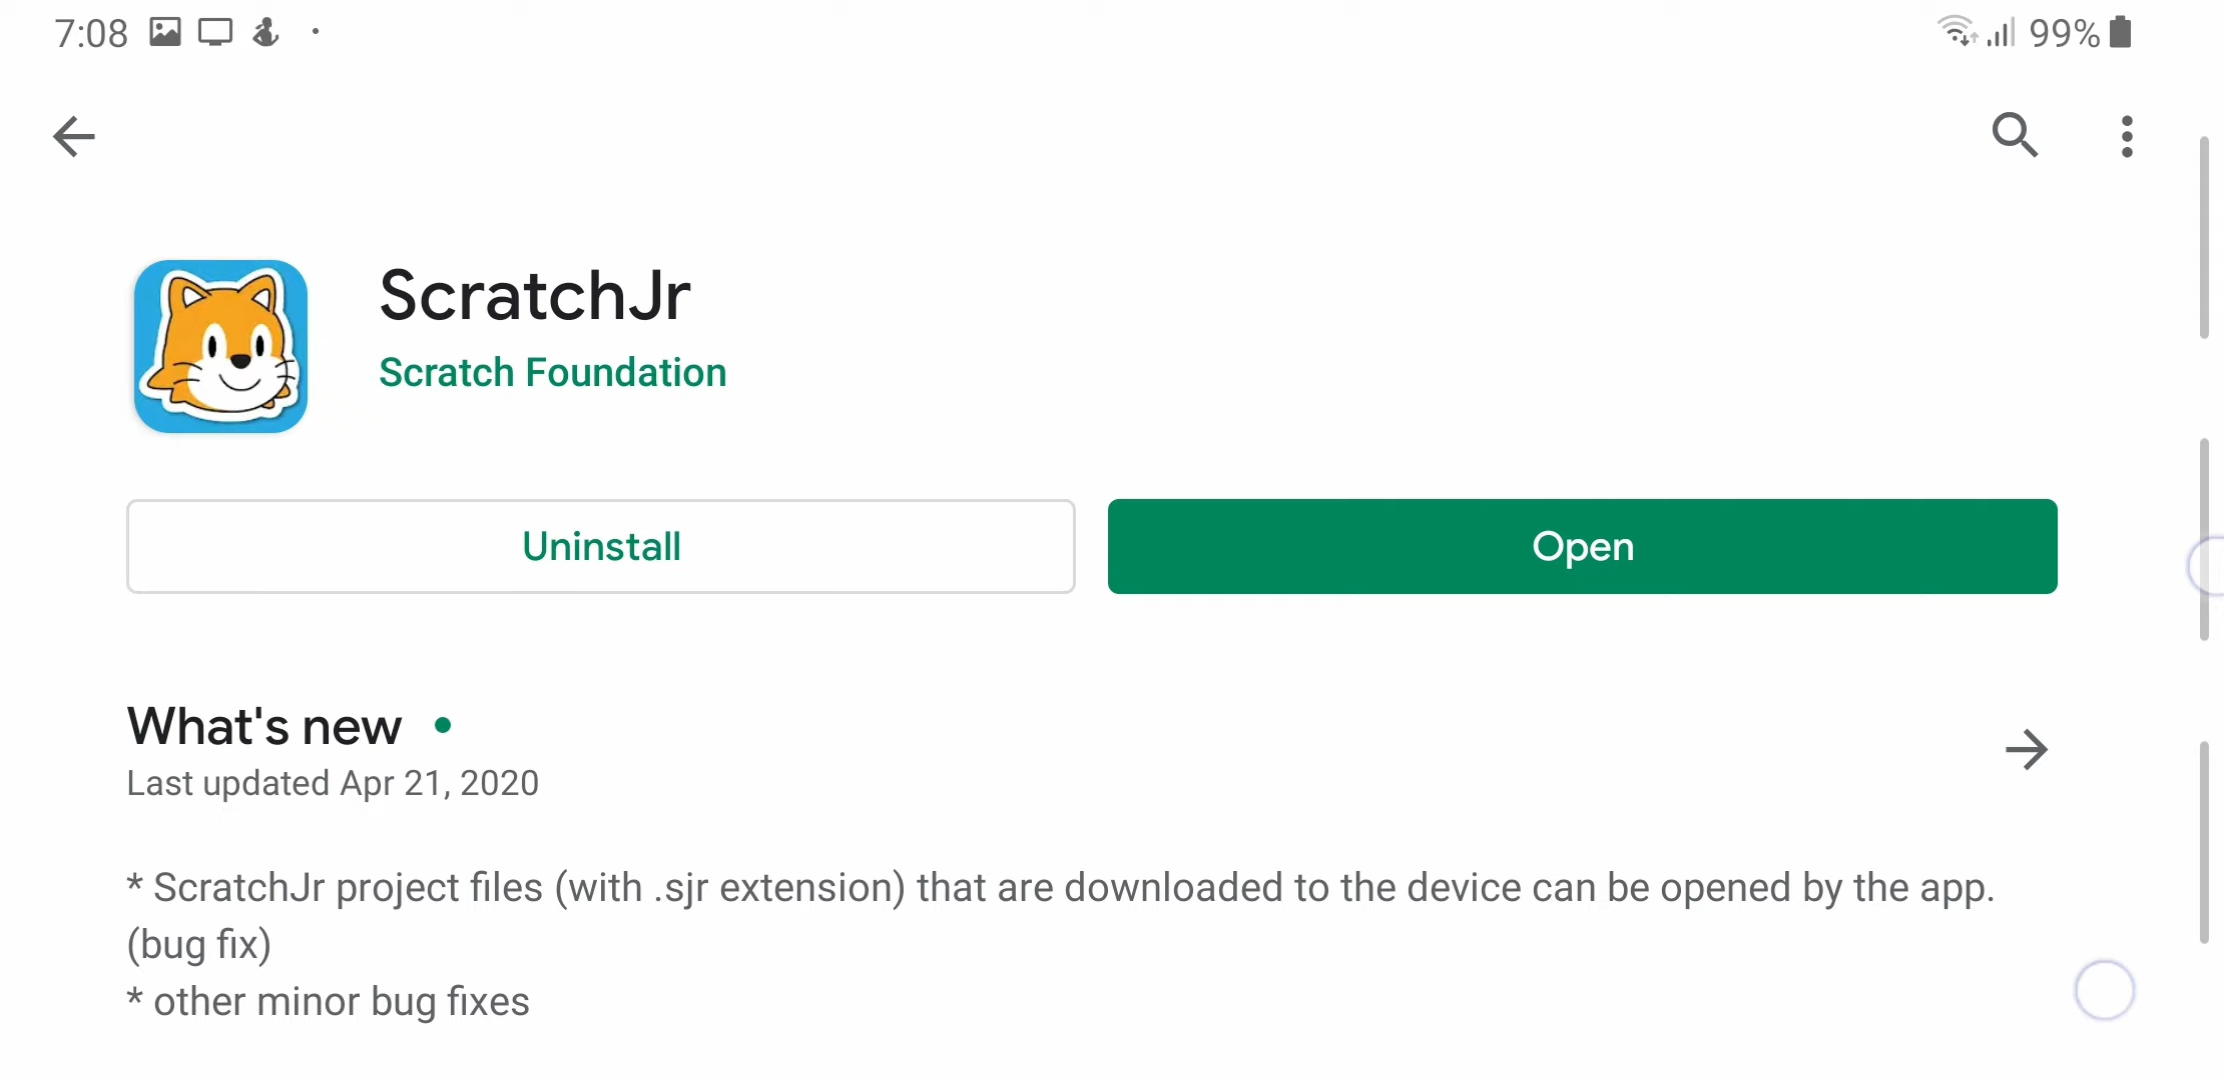 7:08
99%
ScratchJr
Scratch Foundation
Uninstall
Open
What's new
Last updated Apr 21, 2020
* ScratchJr project files (with .sjr extension) that are downloaded to the device can be opened by the app.
(bug fix)
* other minor bug fixes